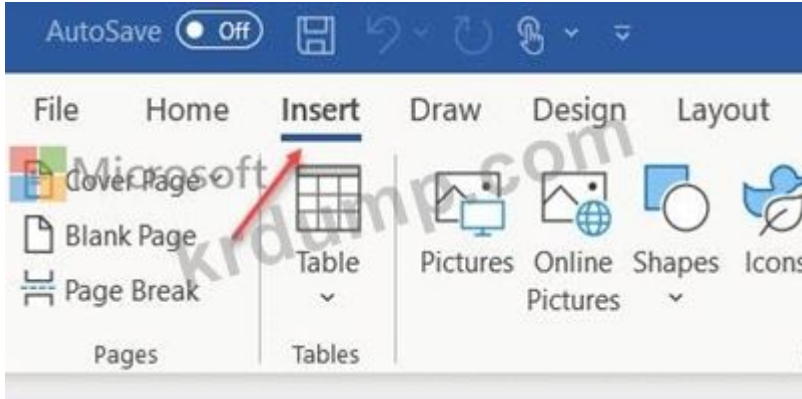 AutoSave Off
File Home Insert Draw Design Layout
Microsoft
Cover Page
Blank Page
Page Break
Table
Pictures
Online
Pictures
Shapes
Icons
Pages
Tables
krdump.com